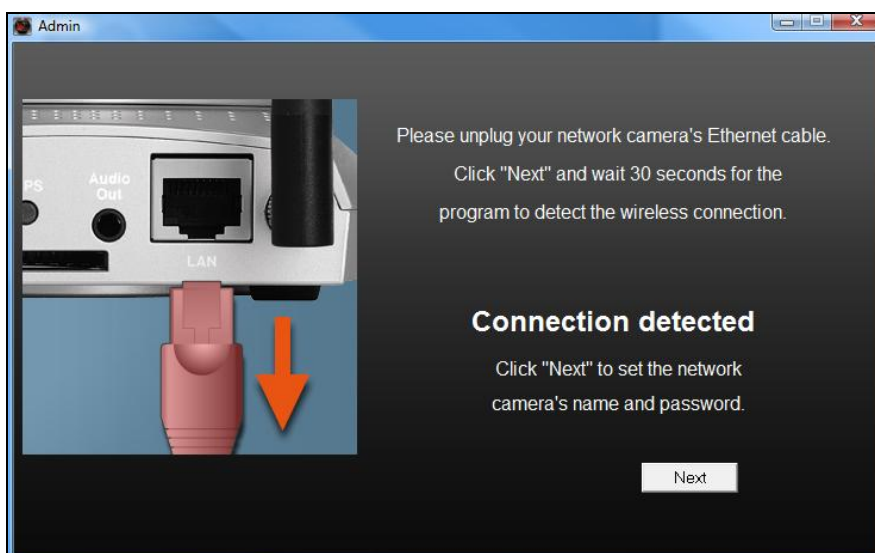 Admin
PS
Audio
Out
LAN
Please unplug your network camera's Ethernet cable.
Click "Next" and wait 30 seconds for the
program to detect the wireless connection.
Connection detected
Click "Next" to set the network
camera's name and password.
Next